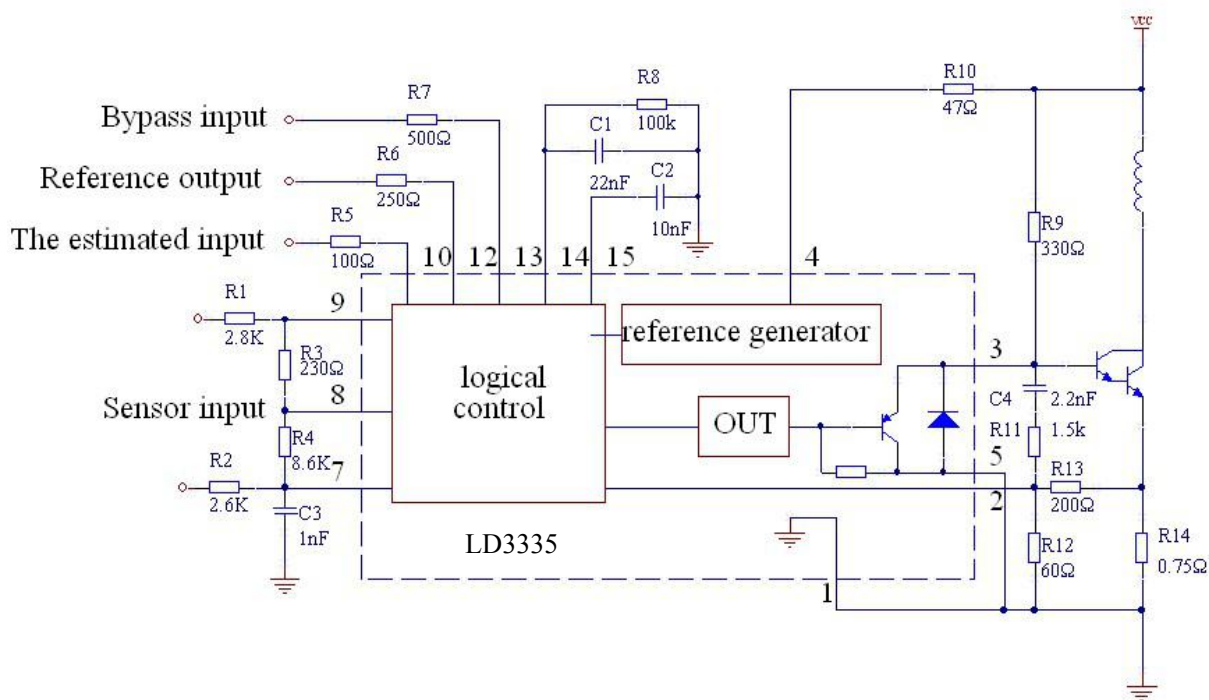 vcc
R10
47Ω
R8
100k
R7
500Ω
Bypass input
C1
22nF
C2
10nF
R6
250Ω
Reference output
R5
100Ω
The estimated input
R9
330Ω
10
12
13
14
15
4
R1
2.8K
9
R3
230Ω
reference generator
3
logical
control
8
Sensor input
OUT
C4
2.2nF
R11
1.5k
R4
8.6K
7
R2
2.6K
5
R13
200Ω
2
C3
1nF
LD3335
R12
60Ω
R14
0.75Ω
1